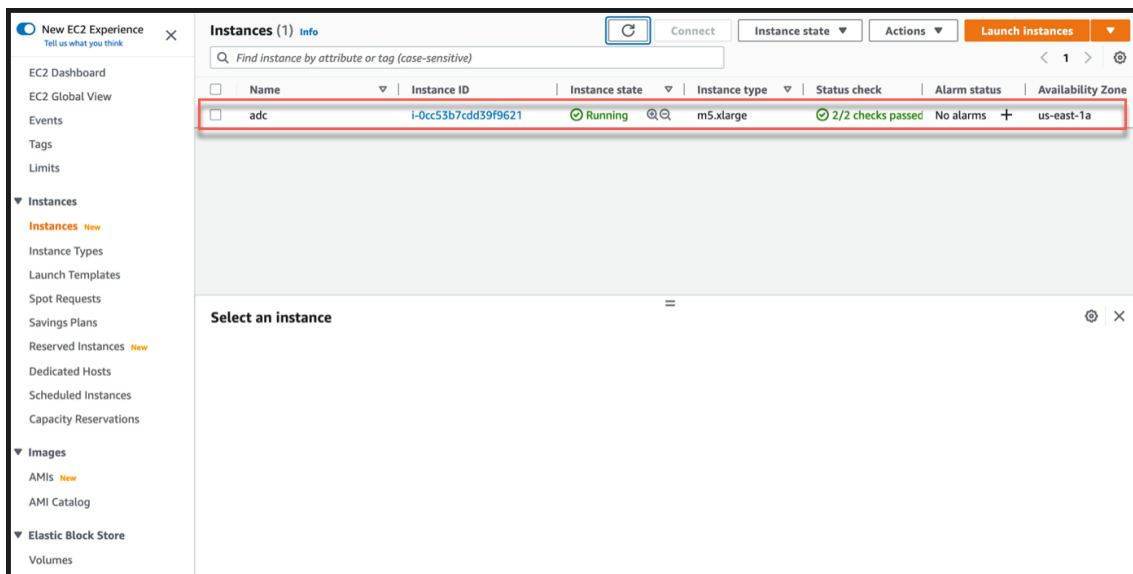 New EC2 Experience
Tell us what you think
EC2 Dashboard
EC2 Global View
Events
Tags
Limits
Instances
Instances New
Instance Types
Launch Templates
Spot Requests
Savings Plans
Reserved Instances New
Dedicated Hosts
Scheduled Instances
Capacity Reservations
Images
AMIs New
AMI Catalog
Elastic Block Store
Volumes
Instances (1) Info
Connect Instance state Actions Launch instances
Find instance by attribute or tag (case-sensitive)
1
Name Instance ID Instance state Instance type Status check Alarm status Availability Zone
adc i-0cc53b7cdd39f9621 Running m5.xlarge 2/2 checks passed No alarms + us-east-1a
Select an instance